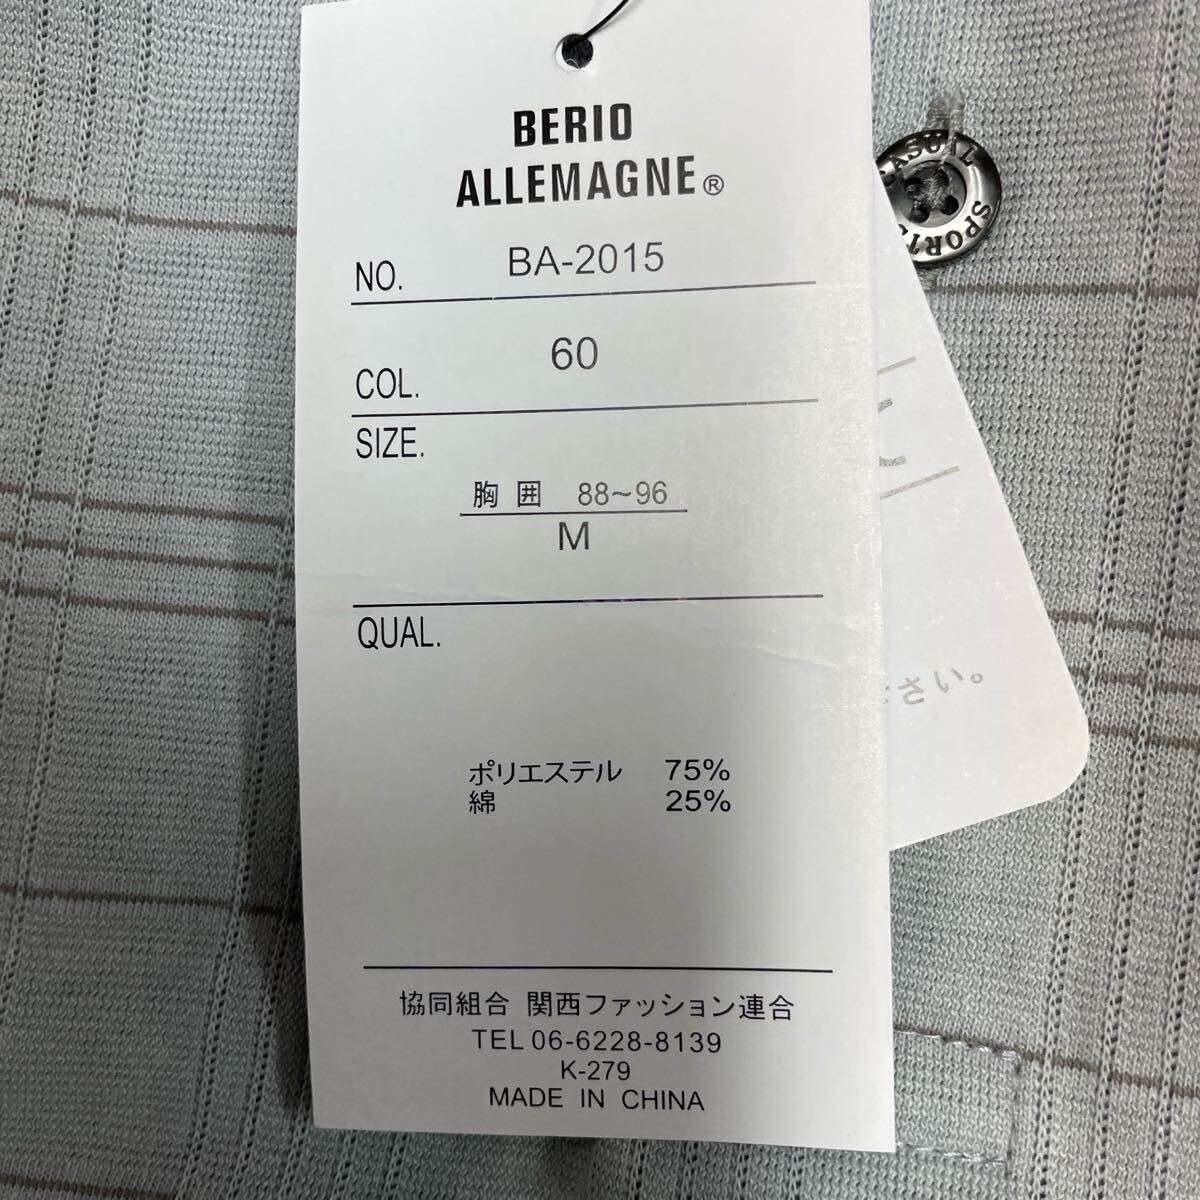 BERIO
ALLEMAGNE®
NO. BA-2015
COL. 60
SIZE.
胸囲 88~96
M
QUAL.
ポリエステル 75%
綿 25%
協同組合 関西ファッション連合
TEL 06-6228-8139
K-279
MADE IN CHINA
CASUAL SPORTS
さい。